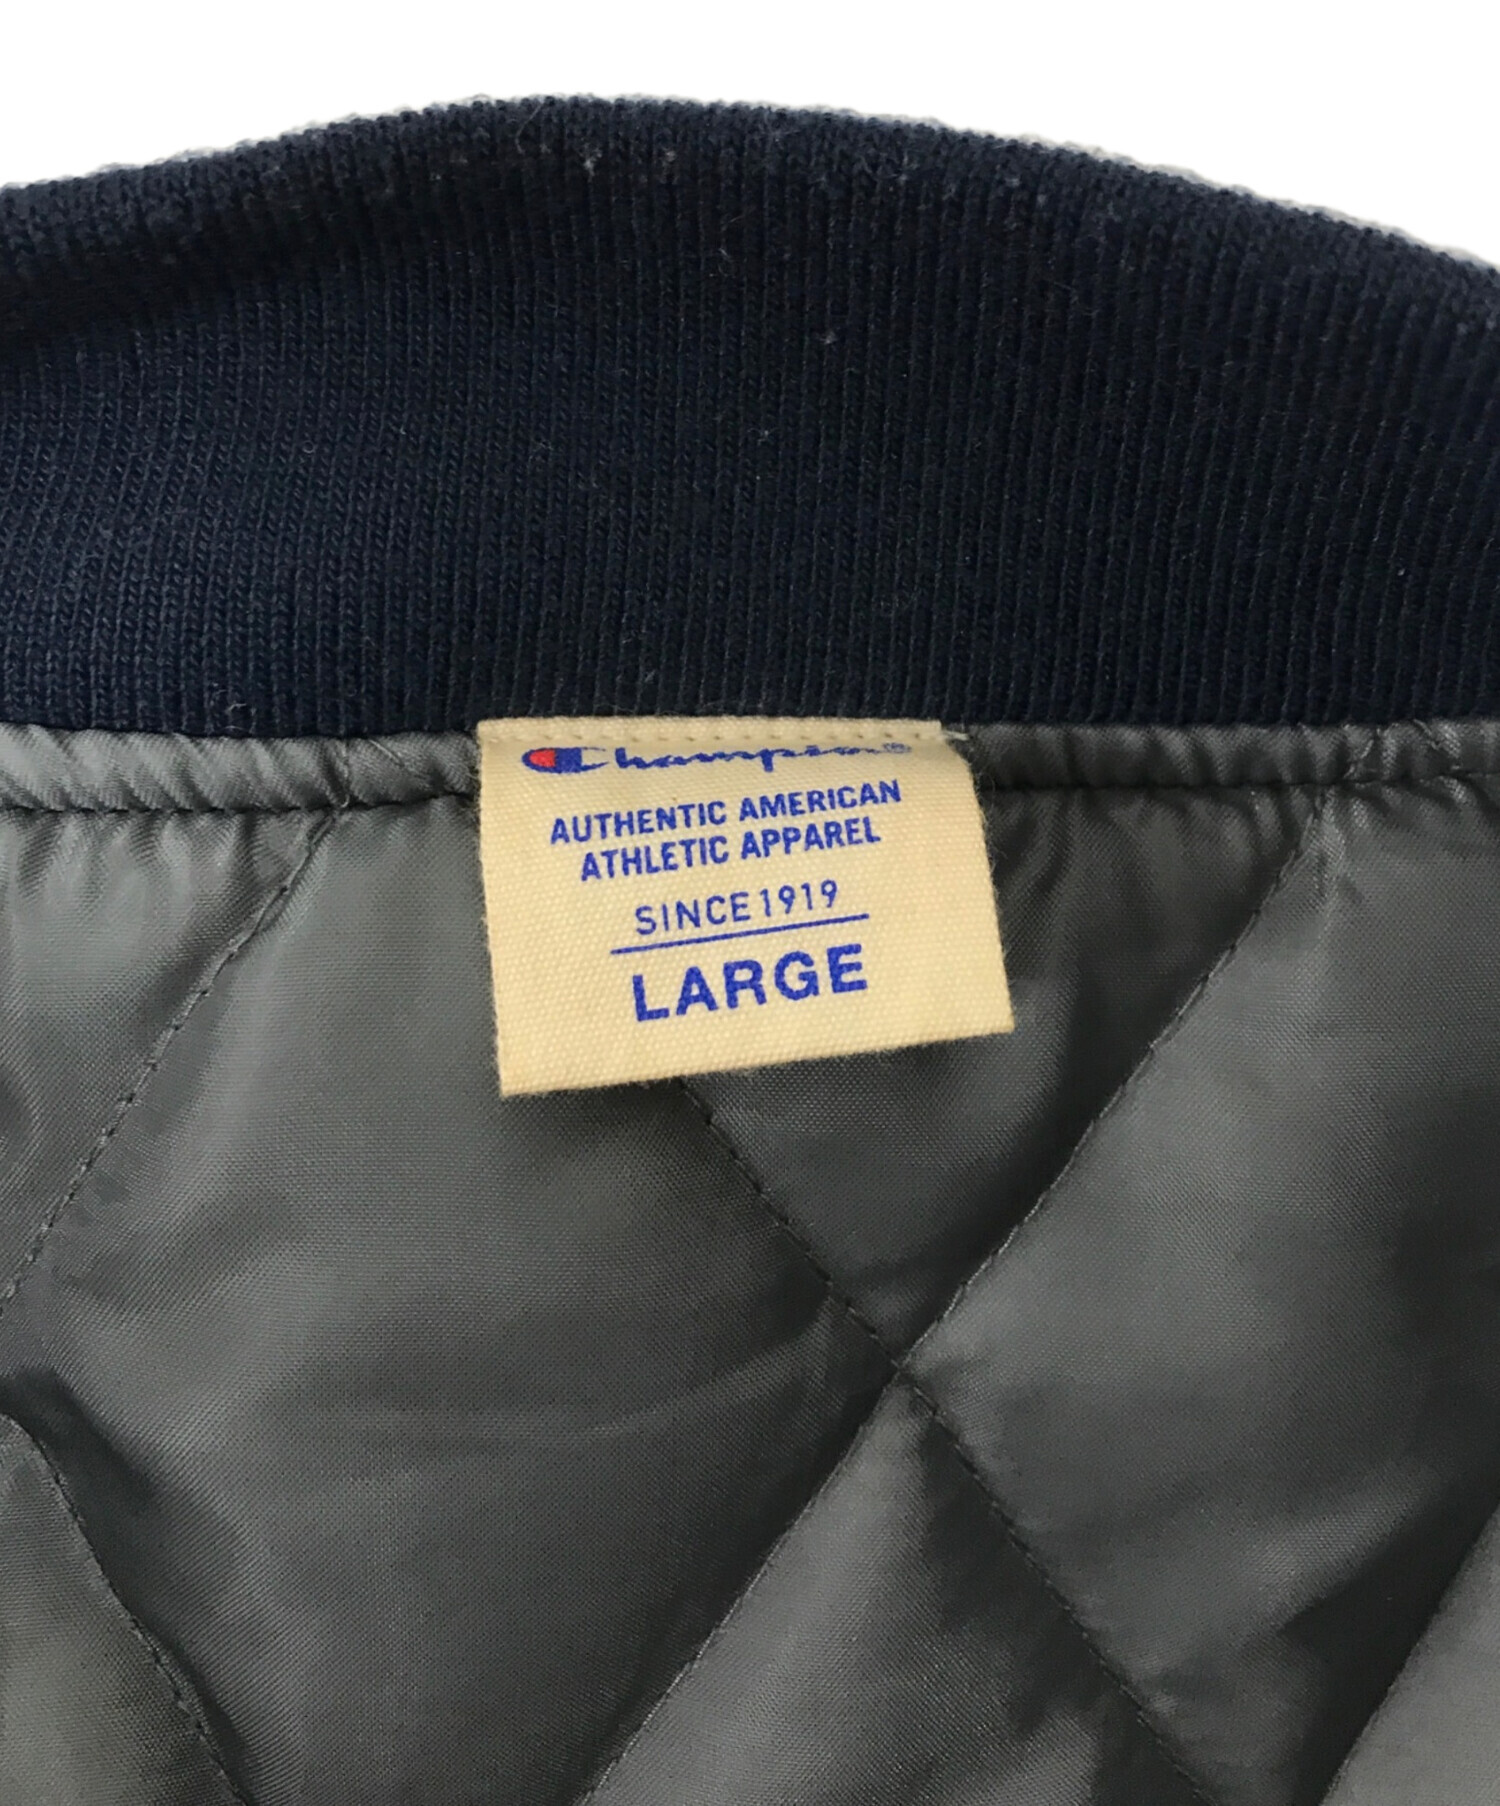 Champion®
AUTHENTIC AMERICAN
ATHLETIC APPAREL
SINCE 1919
LARGE